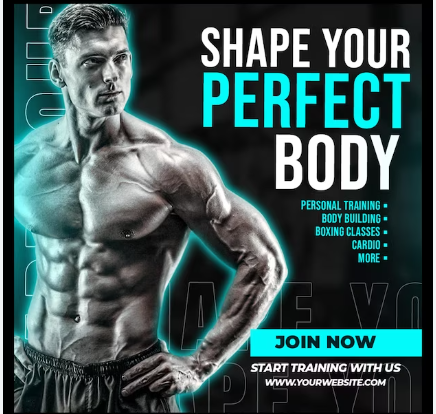 SHAPE YOUR
PERFECT
BODY
PERSONAL TRAINING ▪
BODY BUILDING ▪
BOXING CLASSES ▪
CARDIO ▪
MORE ▪
JOIN NOW
START TRAINING WITH US
WWW.YOURWEBSITE.COM